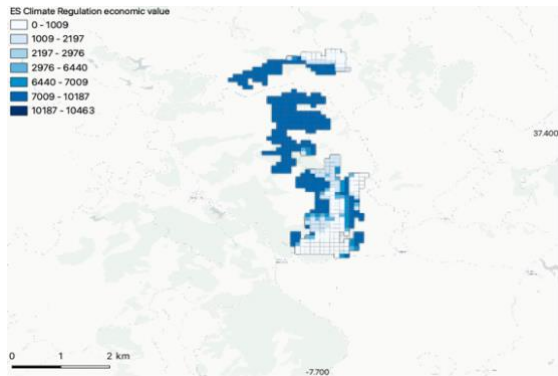 ES Climate Regulation economic value
0 - 1009
1009 - 2197
2197 - 2976
2976 - 6440
6440 - 7009
7009 - 10187
10187 - 10463
37.400
0 1 2 km
-7.700